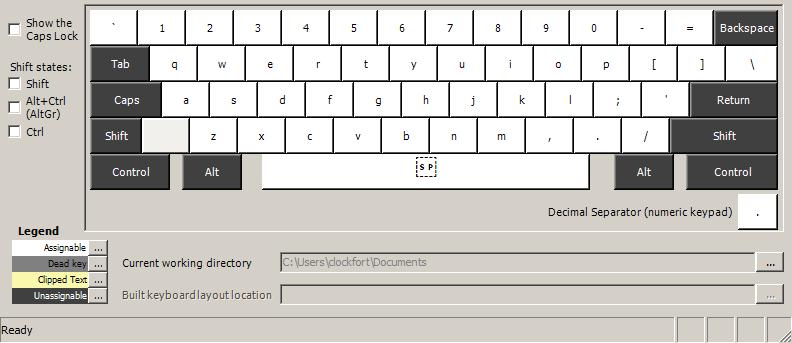 Show the
Caps Lock
Shift states:
Shift
Alt+Ctrl
(AltGr)
Ctrl
` 1 2 3 4 5 6 7 8 9 0 - = Backspace
Tab q w e r t y u i o p [ ] \
Caps a s d f g h j k l ; ' Return
Shift z x c v b n m , . / Shift
Control Alt SP Alt Control
Decimal Separator (numeric keypad) .
Legend
Assignable ...
Dead key ...
Clipped Text ...
Unassignable ...
Current working directory C:\Users\clockfort\Documents ...
Built keyboard layout location ...
Ready